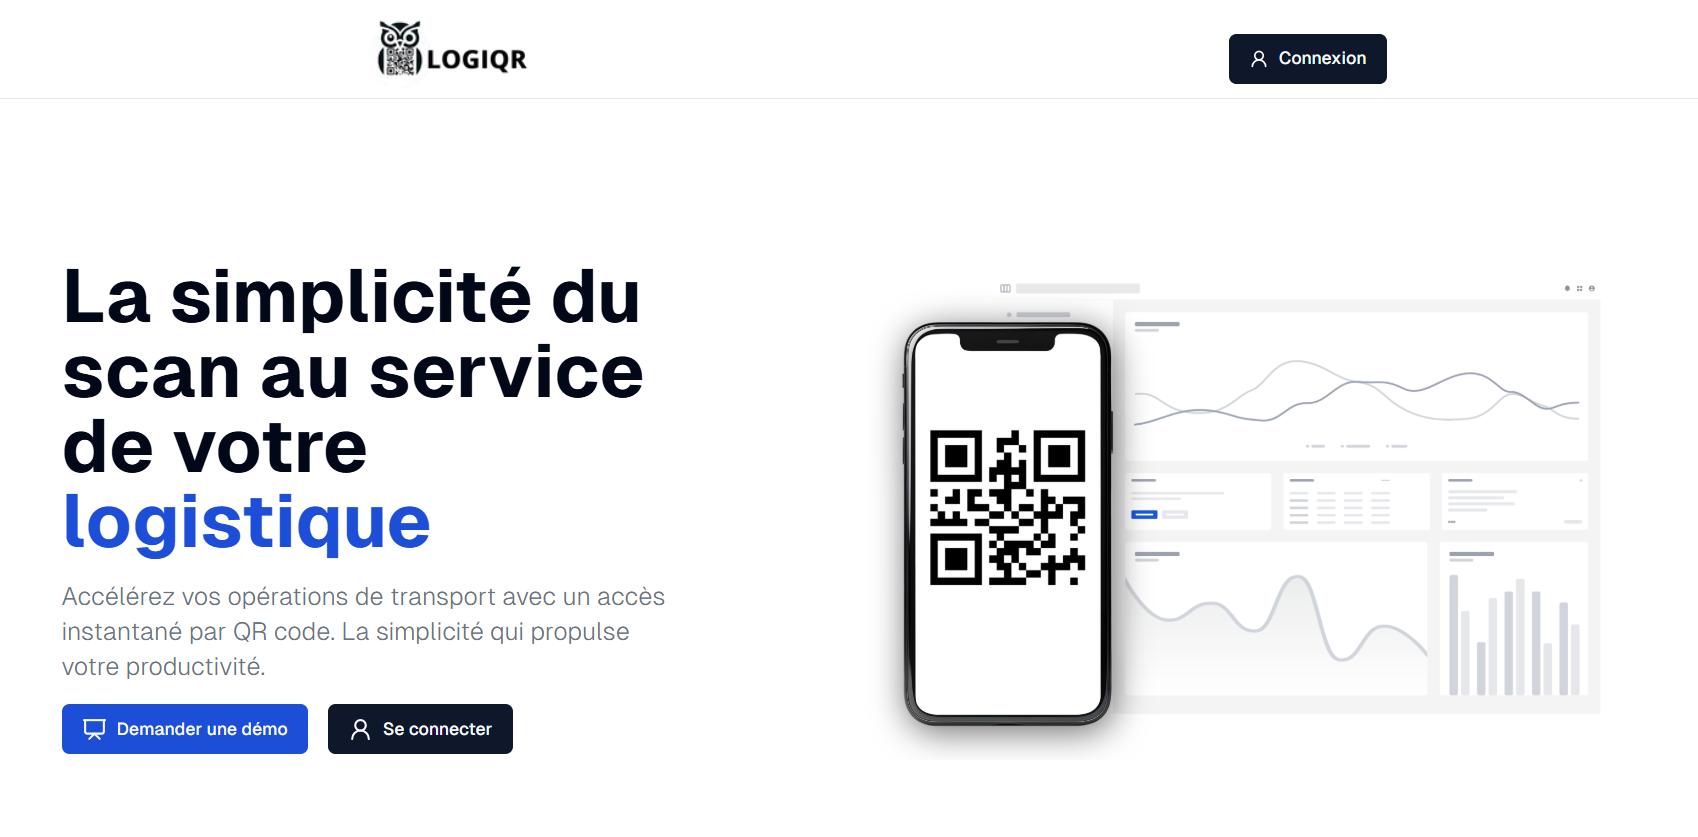 LOGIQR
Connexion
La simplicité du
scan au service
de votre
logistique
Accélérez vos opérations de transport avec un accès
instantané par QR code. La simplicité qui propulse
votre productivité.
Demander une démo
Se connecter